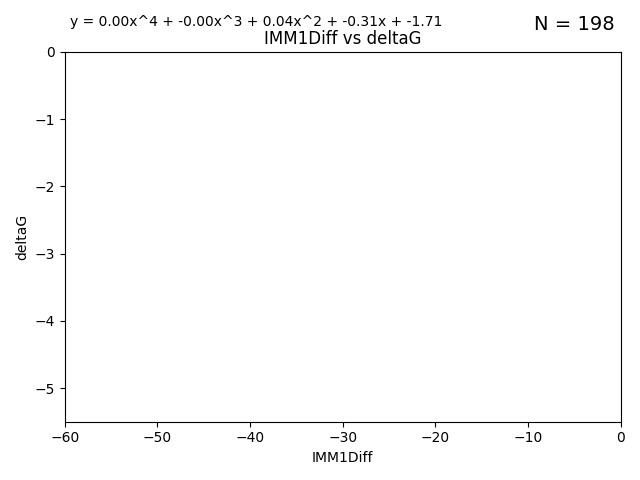 y = 0.00x^4 + -0.00x^3 + 0.04x^2 + -0.31x + -1.71
N = 198
IMM1Diff vs deltaG
0
−1
−2
−3
−4
−5
deltaG
−60 −50 −40 −30 −20 −10 0
IMM1Diff